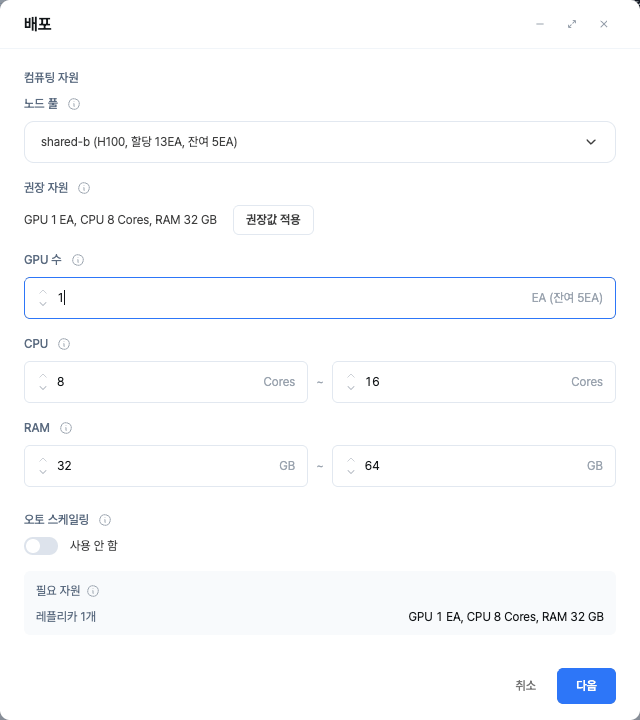 배포
컴퓨팅 자원
노드 풀
shared-b (H100, 할당 13EA, 잔여 5EA)
권장 자원
GPU 1 EA, CPU 8 Cores, RAM 32 GB 권장값 적용
GPU 수
1 EA (잔여 5EA)
CPU
8 Cores ~ 16 Cores
RAM
32 GB ~ 64 GB
오토 스케일링
사용 안 함
필요 자원
레플리카 1개 GPU 1 EA, CPU 8 Cores, RAM 32 GB
취소 다음